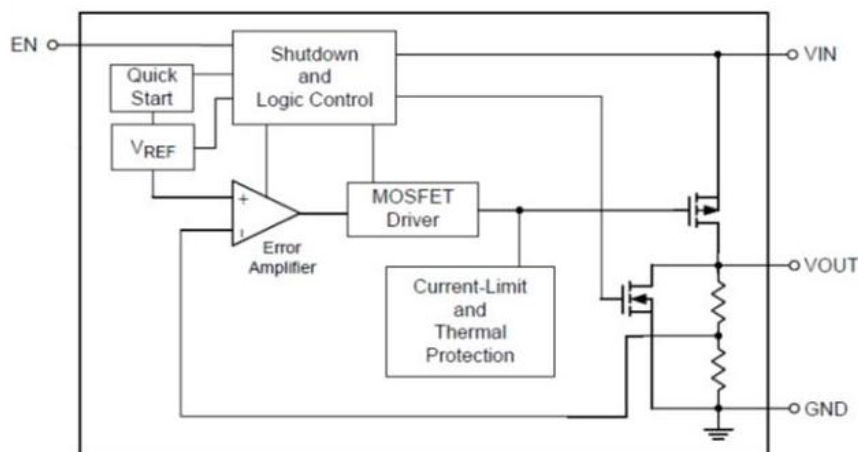 EN
Shutdown
and
Logic Control
VIN
Quick
Start
VREF
+
MOSFET
Driver
Error
Amplifier
VOUT
Current-Limit
and
Thermal
Protection
GND